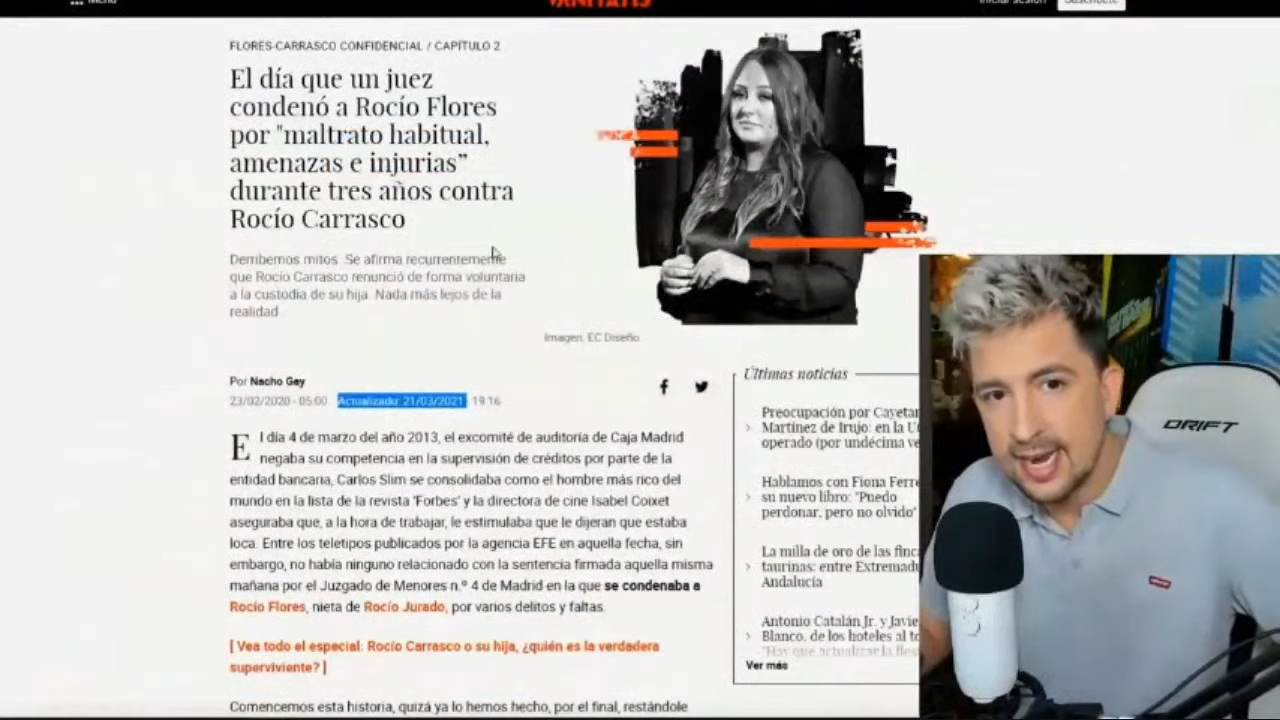 Menú
VANITATIS
Iniciar sesión
Suscríbete
FLORES-CARRASCO CONFIDENCIAL / CAPÍTULO 2
El día que un juez
condenó a Rocío Flores
por "maltrato habitual,
amenazas e injurias”
durante tres años contra
Rocío Carrasco
Derribemos mitos. Se afirma recurrentemente
que Rocío Carrasco renunció de forma voluntaria
a la custodia de su hija. Nada más lejos de la
realidad
Imagen: EC Diseño.
Por Nacho Gay
23/02/2020 - 05:00 Actualizado: 21/03/2021 - 19:16
El día 4 de marzo del año 2013, el excomité de auditoría de Caja Madrid
negaba su competencia en la supervisión de créditos por parte de la
entidad bancaria, Carlos Slim se consolidaba como el hombre más rico del
mundo en la lista de la revista 'Forbes' y la directora de cine Isabel Coixet
aseguraba que, a la hora de trabajar, le estimulaba que le dijeran que estaba
loca. Entre los teletipos publicados por la agencia EFE en aquella fecha, sin
embargo, no había ninguno relacionado con la sentencia firmada aquella misma
mañana por el Juzgado de Menores n.º 4 de Madrid en la que se condenaba a
Rocío Flores, nieta de Rocío Jurado, por varios delitos y faltas.
[ Vea todo el especial: Rocío Carrasco o su hija, ¿quién es la verdadera
superviviente? ]
Comencemos esta historia, quizá ya lo hemos hecho, por el final, restándole
Últimas noticias
Preocupación por Cayetan
Martínez de Irujo: en la U
operado (por undécima ve
Hablamos con Fiona Ferre
su nuevo libro: "Puedo
perdonar, pero no olvido"
La milla de oro de las finc
taurinas: entre Extremadu
Andalucía
Antonio Catalán Jr. y Javie
Blanco, de los hoteles al to
"Hay que actualizar la fies
Ver más
DRIFT